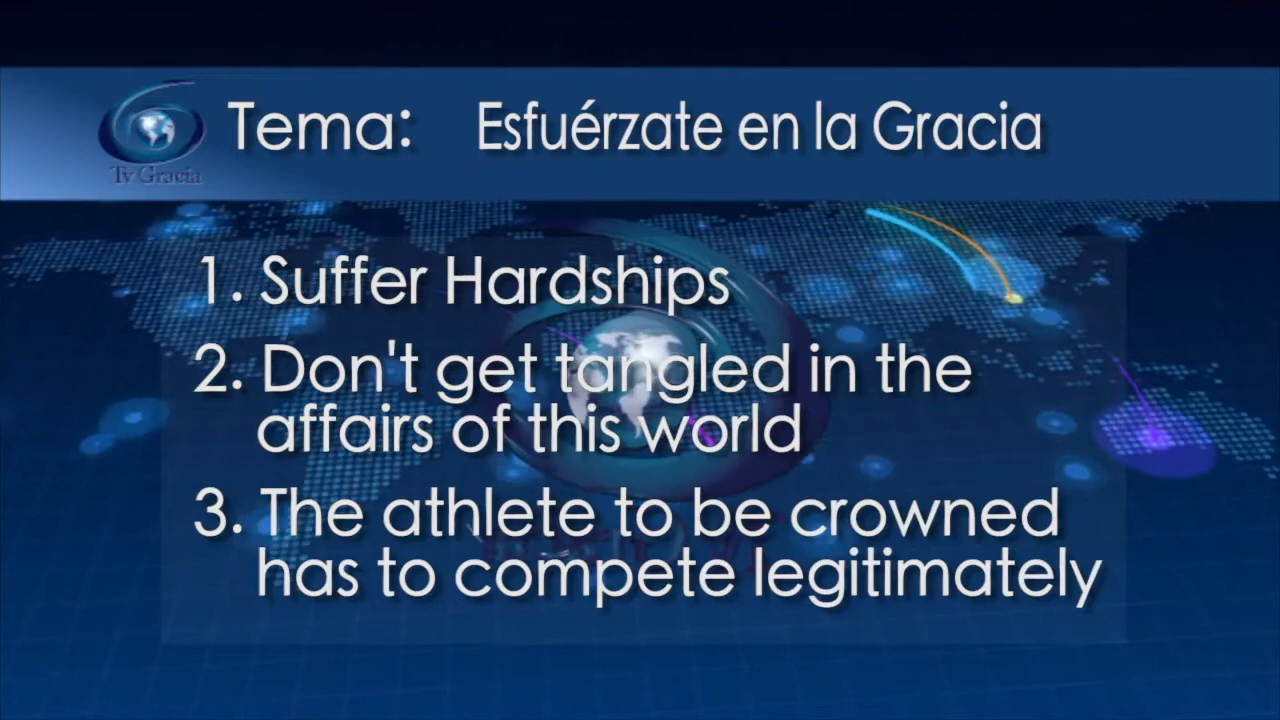 Tema: Esfuérzate en la Gracia
Tv Gracia
1. Suffer Hardships
2. Don't get tangled in the
affairs of this world
3. The athlete to be crowned
has to compete legitimately